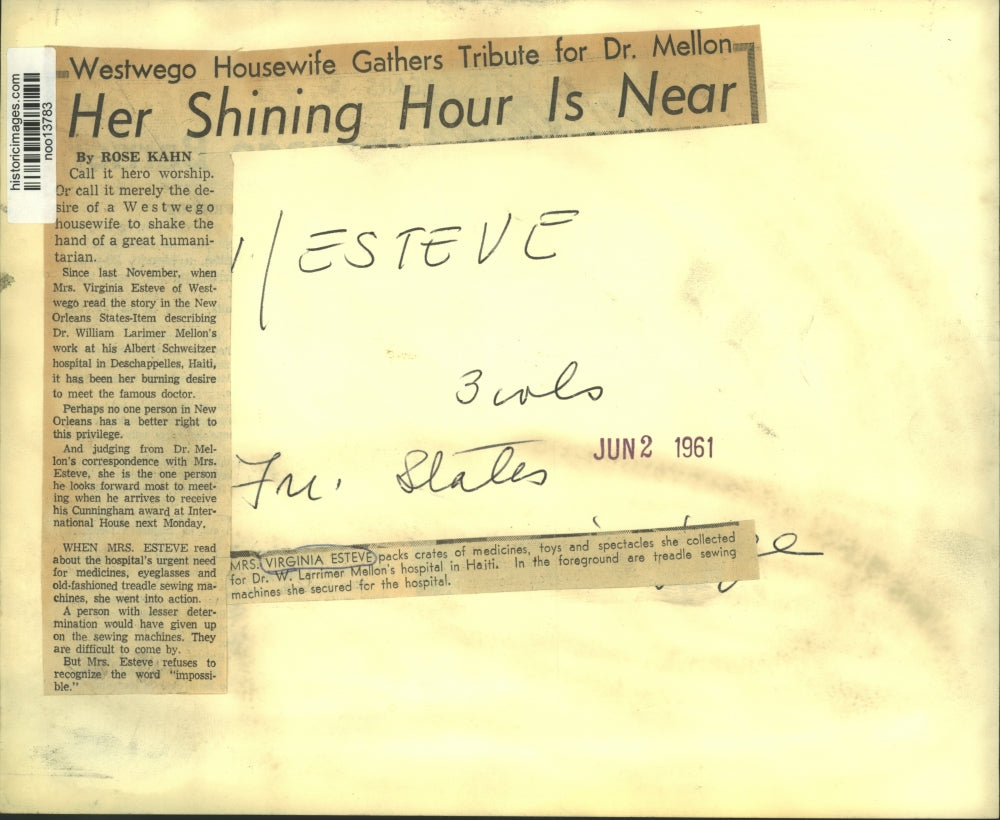 historicimages.com
noo13783
Westwego Housewife Gathers Tribute for Dr. Mellon
Her Shining Hour Is Near
By ROSE KAHN
Call it hero worship.
Or call it merely the de-
sire of a Westwego
housewife to shake the
hand of a great humani-
tarian.
Since last November, when
Mrs. Virginia Esteve of West-
wego read the story in the New
Orleans States-Item describing
Dr. William Larimer Mellon's
work at his Albert Schweitzer
hospital in Deschappelles, Haiti,
it has been her burning desire
to meet the famous doctor.
Perhaps no one person in New
Orleans has a better right to
this privilege.
And judging from Dr. Mel-
lon's correspondence with Mrs.
Esteve, she is the one person
he looks forward most to meet-
ing when he arrives to receive
his Cunningham award at Inter-
national House next Monday.
WHEN MRS. ESTEVE read
about the hospital's urgent need
for medicines, eyeglasses and
old-fashioned treadle sewing ma-
chines, she went into action.
A person with lesser deter-
mination would have given up
on the sewing machines. They
are difficult to come by.
But Mrs. Esteve refuses to
recognize the word "impossi-
ble."
/ ESTEVE
3 cols
JUN 2 1961
Fri. States
MRS. VIRGINIA ESTEVE packs crates of medicines, toys and spectacles she collected
for Dr. W. Larrimer Mellon's hospital in Haiti. In the foreground are treadle sewing
machines she secured for the hospital.